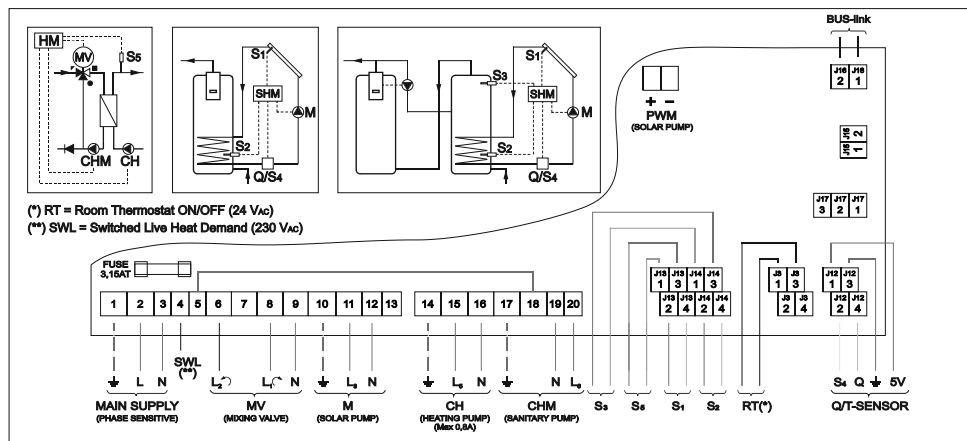 BUS-link
HM
MV
S5
CHM
CH
S1
SHM
M
S2
Q/S4
S1
S3
SHM
M
S2
Q/S4
+ −
PWM
(SOLAR PUMP)
J16 2 J16 1
J15 1 J15 2
J17 3 J17 2 J17 1
(*) RT = Room Thermostat ON/OFF (24 VAC)
(**) SWL = Switched Live Heat Demand (230 VAC)
FUSE
3,15AT
J13 1 J13 3 J14 1 J14 3
J13 2 J13 4 J14 2 J14 4
J3 1 J3 3
J3 2 J3 4
J12 1 J12 3
J12 2 J12 4
1 2 3 4 5 6 7 8 9 10 11 12 13 14 15 16 17 18 19 20
SWL
(**)
L N L2 L1 N L3 N L5 N N L6
S3 S5 S1 S2 RT(*)
S4 Q 5V
MAIN SUPPLY
(PHASE SENSITIVE)
MV
(MIXING VALVE)
M
(SOLAR PUMP)
CH
(HEATING PUMP)
(Max 0,8A)
CHM
(SANITARY PUMP)
Q/T-SENSOR